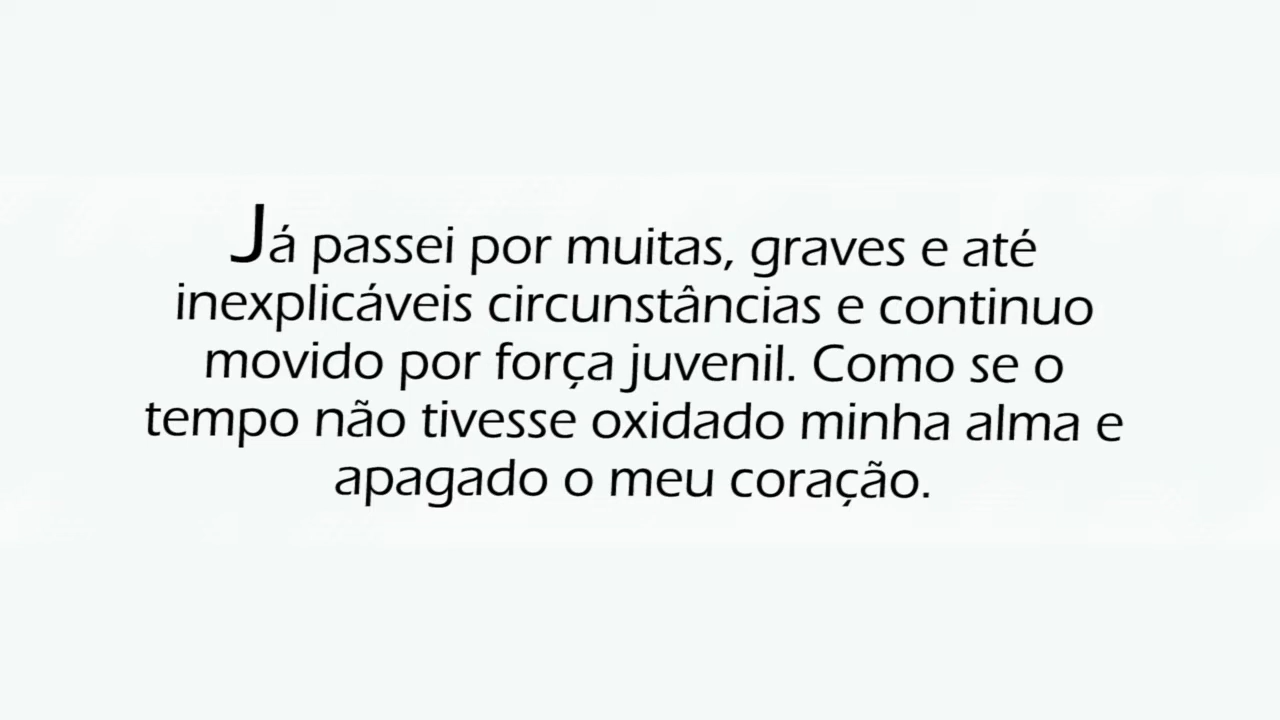 Já passei por muitas, graves e até
inexplicáveis circunstâncias e continuo
movido por força juvenil. Como se o
tempo não tivesse oxidado minha alma e
apagado o meu coração.